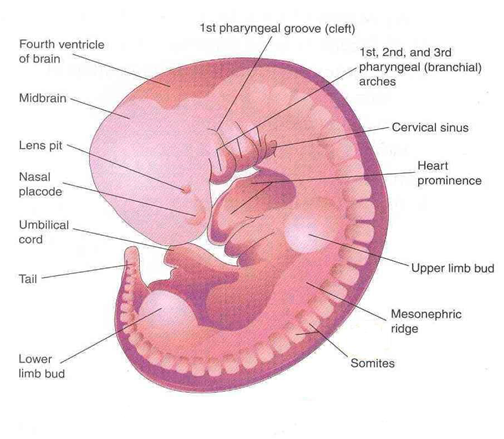 1st pharyngeal groove (cleft)
Fourth ventricle
of brain
1st, 2nd, and 3rd
pharyngeal (branchial)
arches
Midbrain
Cervical sinus
Lens pit
Heart
prominence
Nasal
placode
Umbilical
cord
Upper limb bud
Tail
Mesonephric
ridge
Lower
limb bud
Somites